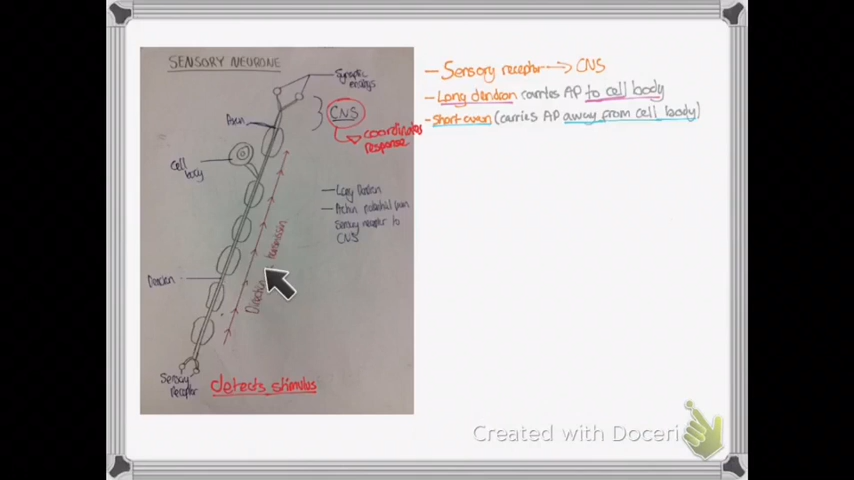 SENSORY NEURONE
Synaptic
endings
Axon
CNS
coordinates
response
Cell
body
- Long Dendron
- Action potential from
Sensory receptor to
CNS
Dendron
Direction transmission
Sensory
receptor
detects stimulus
- Sensory receptor → CNS
- Long dendron carries AP to cell body
- short axon (carries AP away from cell body)
Created with Doceri